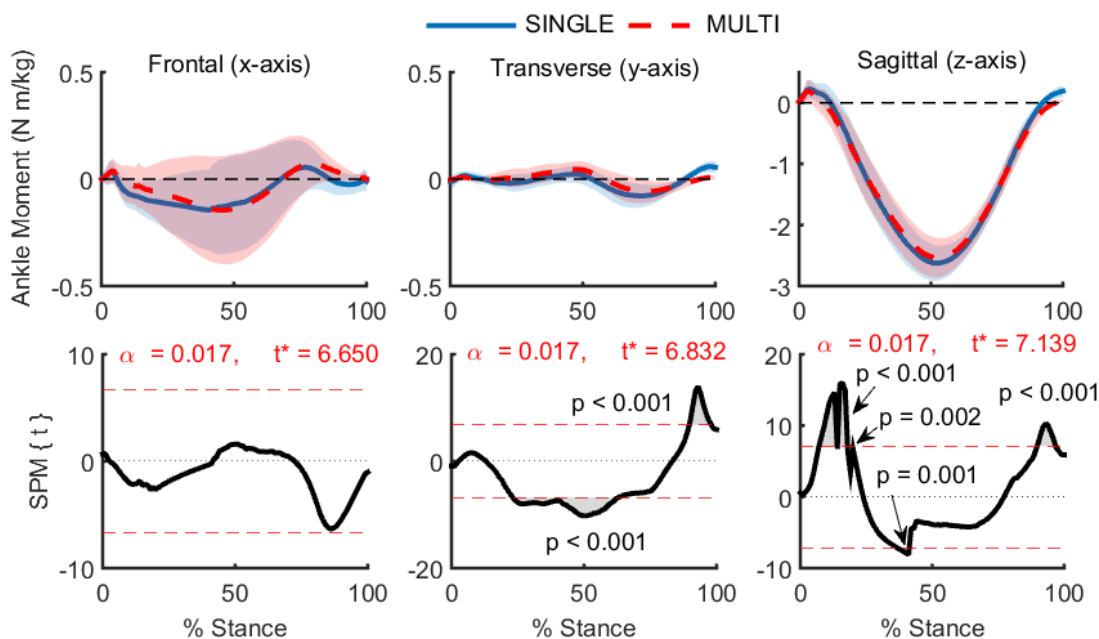 SINGLE MULTI
Frontal (x-axis) Transverse (y-axis) Sagittal (z-axis)
Ankle Moment (N m/kg)
0.5
0
-0.5
0 50 100
0.5
0
-0.5
0 50 100
0
-1
-2
-3
0 50 100
SPM { t }
α = 0.017, t* = 6.650
10
0
-10
0 50 100
% Stance
α = 0.017, t* = 6.832
20
0
-20
p < 0.001
p < 0.001
0 50 100
% Stance
α = 0.017, t* = 7.139
20
10
0
-10
p < 0.001
p < 0.001
p = 0.002
p = 0.001
0 50 100
% Stance